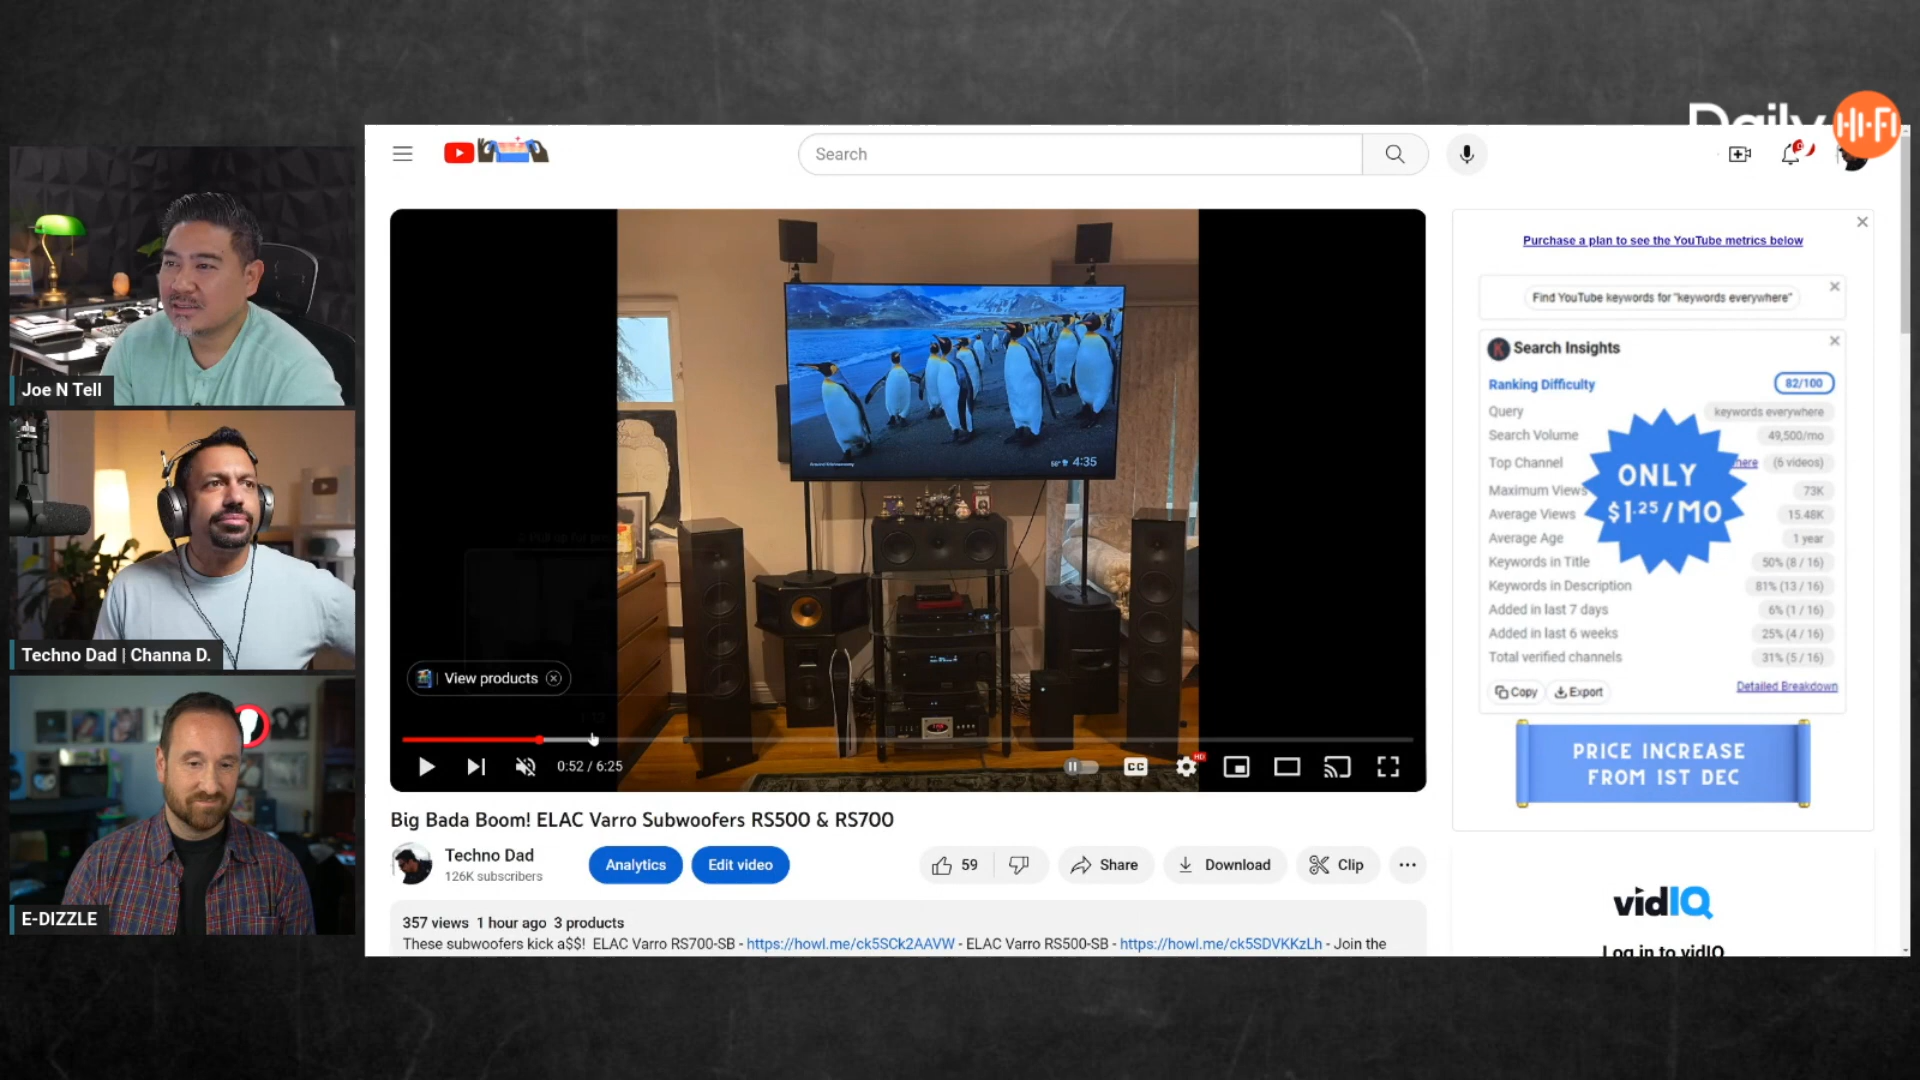 Daily
HI-FI
Search
Joe N Tell
Techno Dad | Channa D.
E-DIZZLE
4:35
View products
0:52 / 6:25
CC
HD
Big Bada Boom! ELAC Varro Subwoofers RS500 & RS700
Techno Dad
126K subscribers
Analytics
Edit video
59
Share
Download
Clip
357 views 1 hour ago 3 products
These subwoofers kick a$$! ELAC Varro RS700-SB - https://howl.me/ck5SCk2AAVW - ELAC Varro RS500-SB - https://howl.me/ck5SDVKKzLh - Join the
Purchase a plan to see the YouTube metrics below
Find YouTube keywords for "keywords everywhere"
Search Insights
Ranking Difficulty 82/100
Query keywords everywhere
Search Volume 49,500/mo
Top Channel here (6 videos)
Maximum Views 73K
Average Views 15.48K
Average Age 1 year
Keywords in Title 50% (8 / 16)
Keywords in Description 81% (13 / 16)
Added in last 7 days 6% (1 / 16)
Added in last 6 weeks 25% (4 / 16)
Total verified channels 31% (5 / 16)
ONLY
$1.25/MO
Copy
Export
Detailed Breakdown
PRICE INCREASE
FROM 1ST DEC
vidIQ
Log in to vidIQ